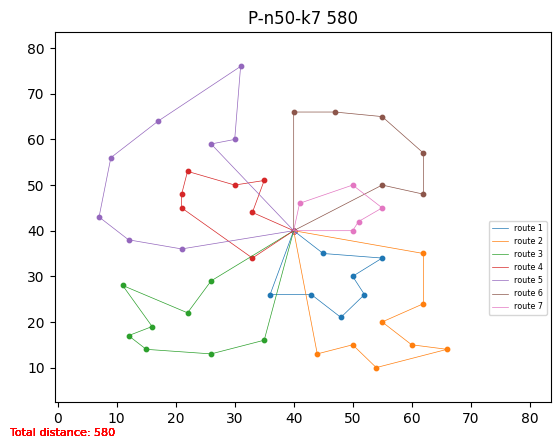 P-n50-k7 580
80
70
60
50
40
30
20
10
0 10 20 30 40 50 60 70 80
route 1
route 2
route 3
route 4
route 5
route 6
route 7
Total distance: 580